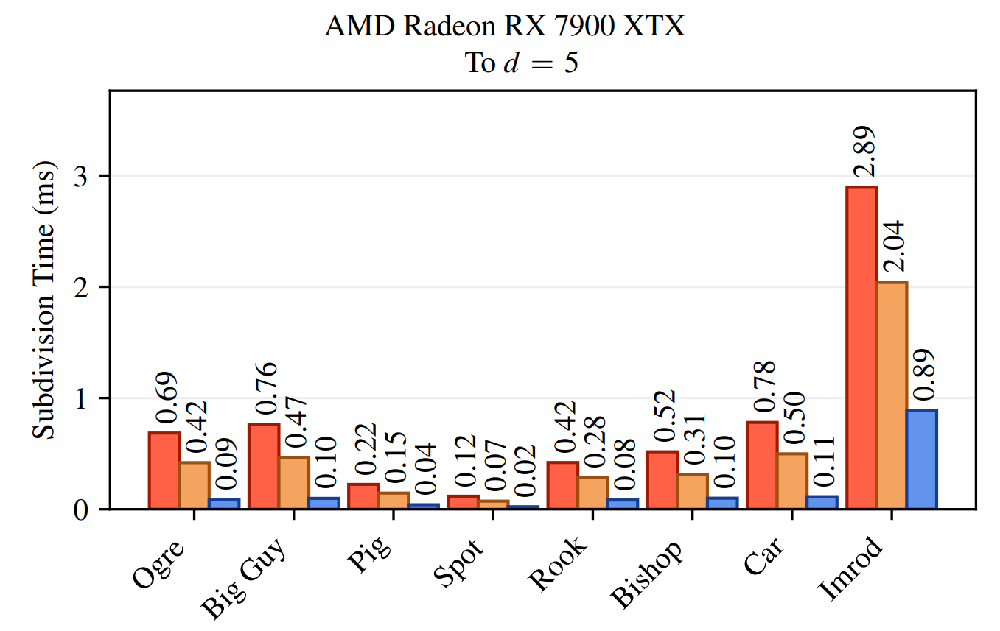 AMD Radeon RX 7900 XTX
To d = 5
Subdivision Time (ms)
3
2
1
0
0.69
0.42
0.09
0.76
0.47
0.10
0.22
0.15
0.04
0.12
0.07
0.02
0.42
0.28
0.08
0.52
0.31
0.10
0.78
0.50
0.11
2.89
2.04
0.89
Ogre
Big Guy
Pig
Spot
Rook
Bishop
Car
Imrod